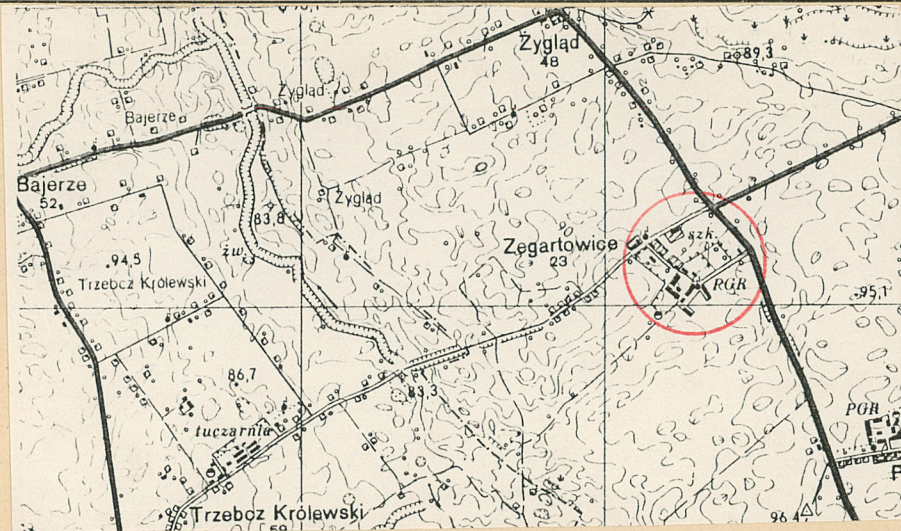 Żygląd
48
89,3
Żygląd
Bajerze
Bajerze
52
Żygląd
83,8
żw.
szk.
Zegartowice
23
94,5
Trzebcz Królewski
PGR
95,1
86,7
83,3
tuczarnia
PGR
Trzebcz Królewski
59
96,4